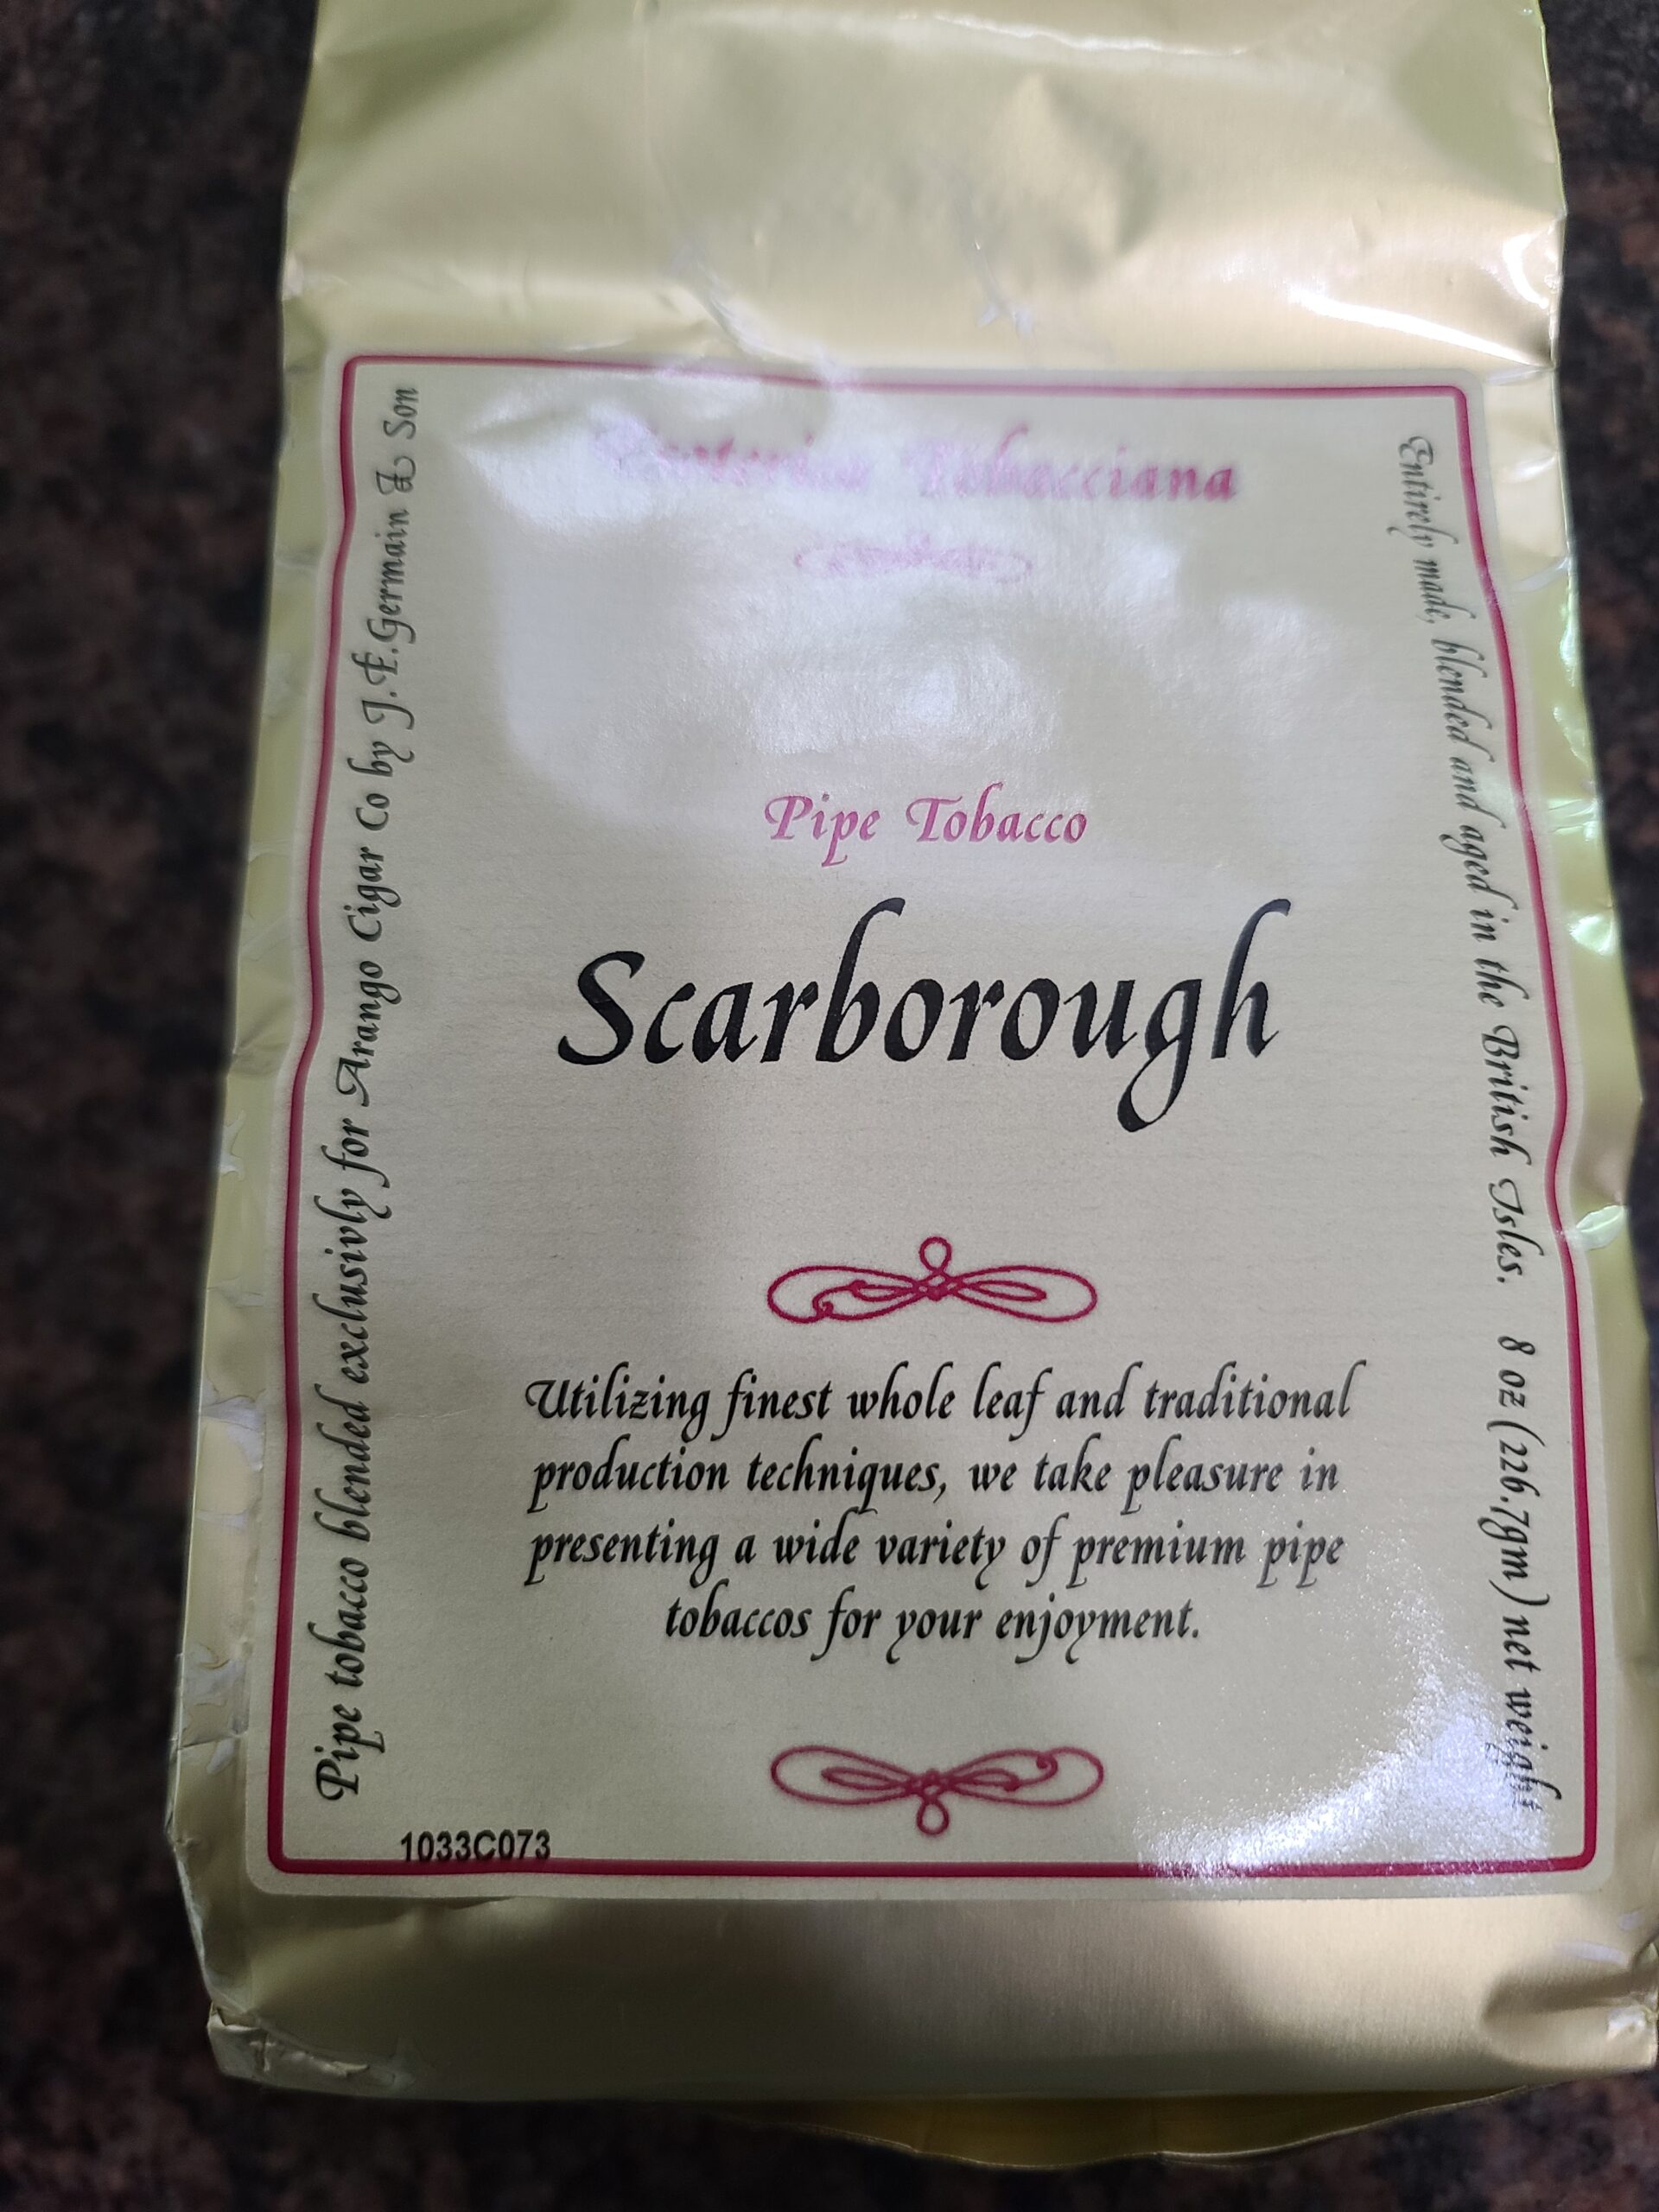 Esoterica Tobacciana
Pipe Tobacco
Scarborough
Utilizing finest whole leaf and traditional
production techniques, we take pleasure in
presenting a wide variety of premium pipe
tobaccos for your enjoyment.
Pipe tobacco blended exclusivly for Arango Cigar Co by J.E.Germain & Son
Entirely made, blended and aged in the British Isles. 8 oz (226.7gm) net weight
1033C073